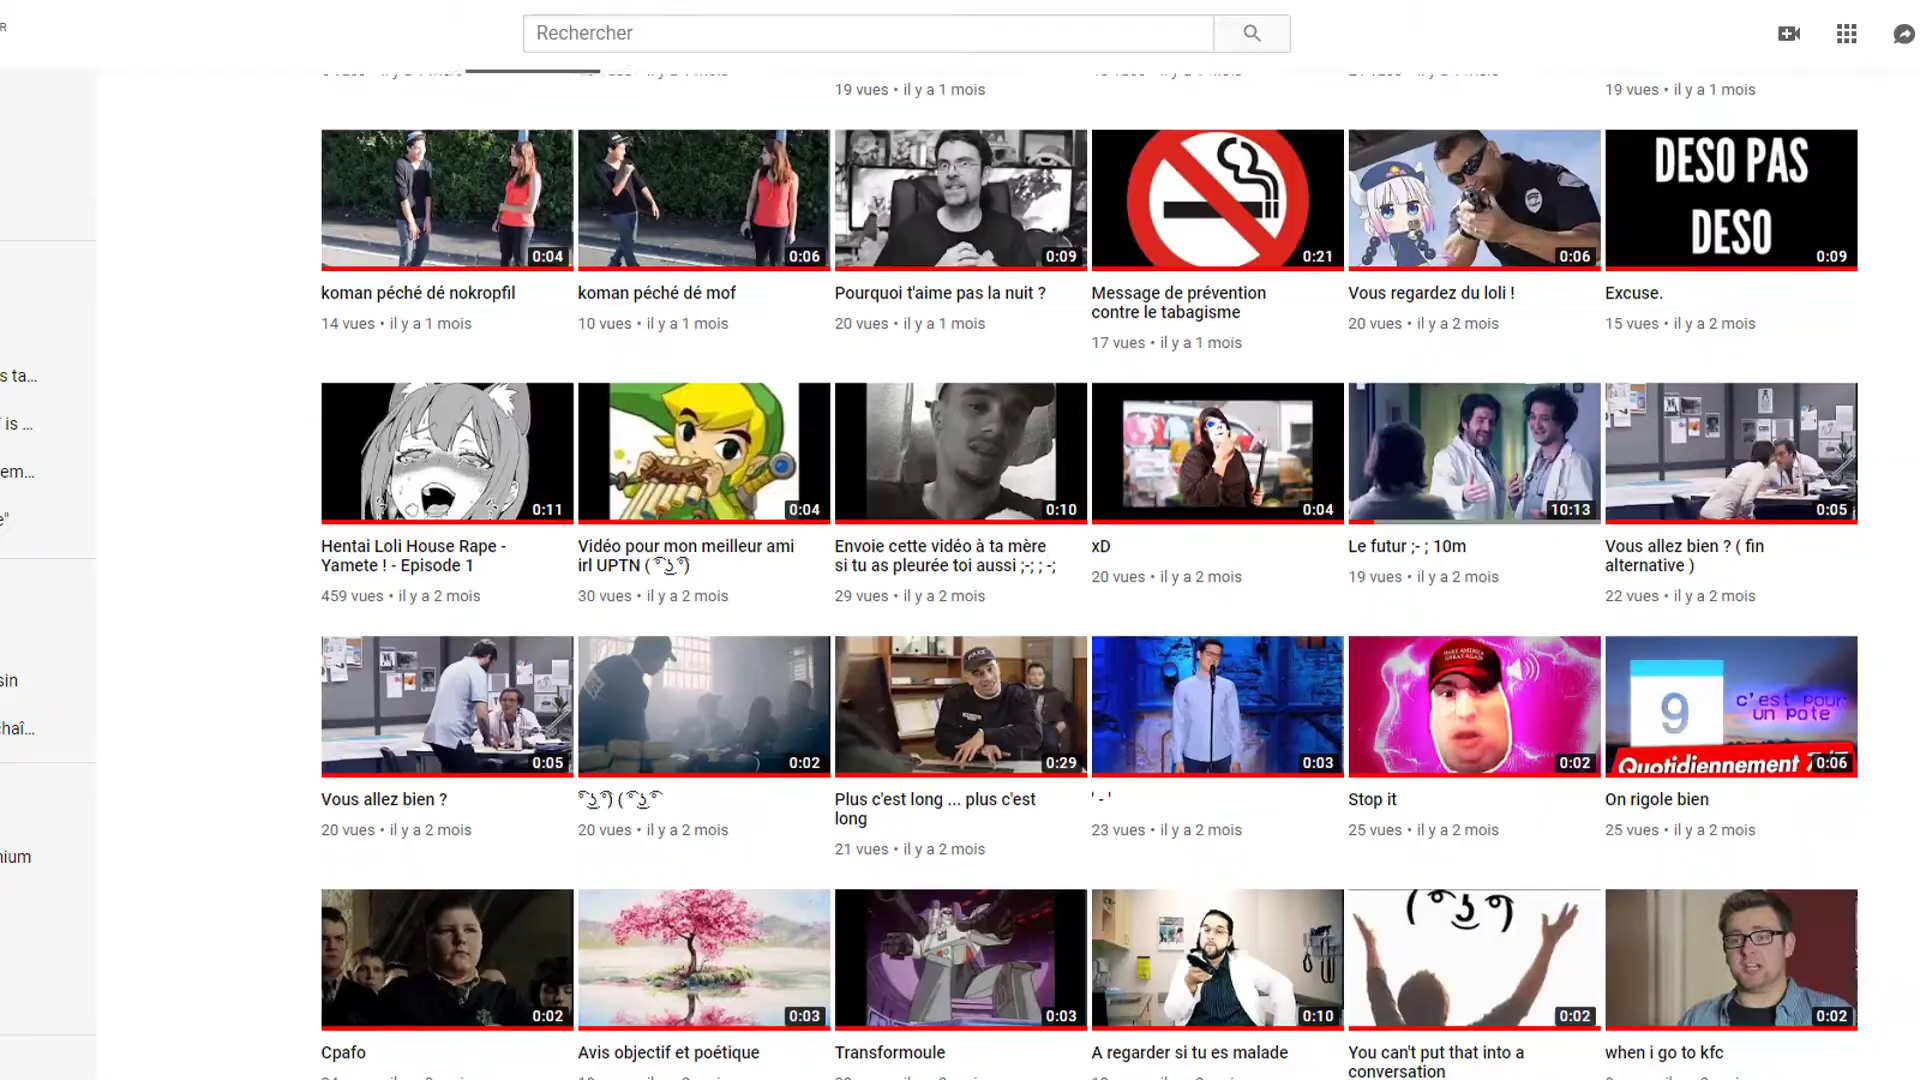 R
Rechercher
19 vues • il y a 1 mois
19 vues • il y a 1 mois
DESO PAS
DESO
0:04
0:06
0:09
0:21
0:06
0:09
koman péché dé nokropfil
koman péché dé mof
Pourquoi t'aime pas la nuit ?
Message de prévention
contre le tabagisme
Vous regardez du loli !
Excuse.
14 vues • il y a 1 mois
10 vues • il y a 1 mois
20 vues • il y a 1 mois
17 vues • il y a 1 mois
20 vues • il y a 2 mois
15 vues • il y a 2 mois
s ta...
is ...
em...
e"
0:11
0:04
0:10
0:04
10:13
0:05
Hentai Loli House Rape -
Yamete ! - Episode 1
Vidéo pour mon meilleur ami
irl UPTN ( ͡° ͜ʖ ͡°)
Envoie cette vidéo à ta mère
si tu as pleurée toi aussi ;-; ; -;
xD
Le futur ;- ; 10m
Vous allez bien ? ( fin
alternative )
459 vues • il y a 2 mois
30 vues • il y a 2 mois
29 vues • il y a 2 mois
20 vues • il y a 2 mois
19 vues • il y a 2 mois
22 vues • il y a 2 mois
sin
chaî...
POLICE
MAKE AMERICA
GREAT AGAIN
9
c'est pour
un pote
Quotidiennement
0:05
0:02
0:29
0:03
0:02
0:06
Vous allez bien ?
͡° ͜ʖ ͡°) ( ͡° ͜ʖ ͡°
Plus c'est long ... plus c'est
long
' - '
Stop it
On rigole bien
20 vues • il y a 2 mois
20 vues • il y a 2 mois
21 vues • il y a 2 mois
23 vues • il y a 2 mois
25 vues • il y a 2 mois
25 vues • il y a 2 mois
nium
( ͡° ͜ʖ ͡°)
0:02
0:03
0:03
0:10
0:02
0:02
Cpafo
Avis objectif et poétique
Transformoule
A regarder si tu es malade
You can't put that into a
conversation
when i go to kfc